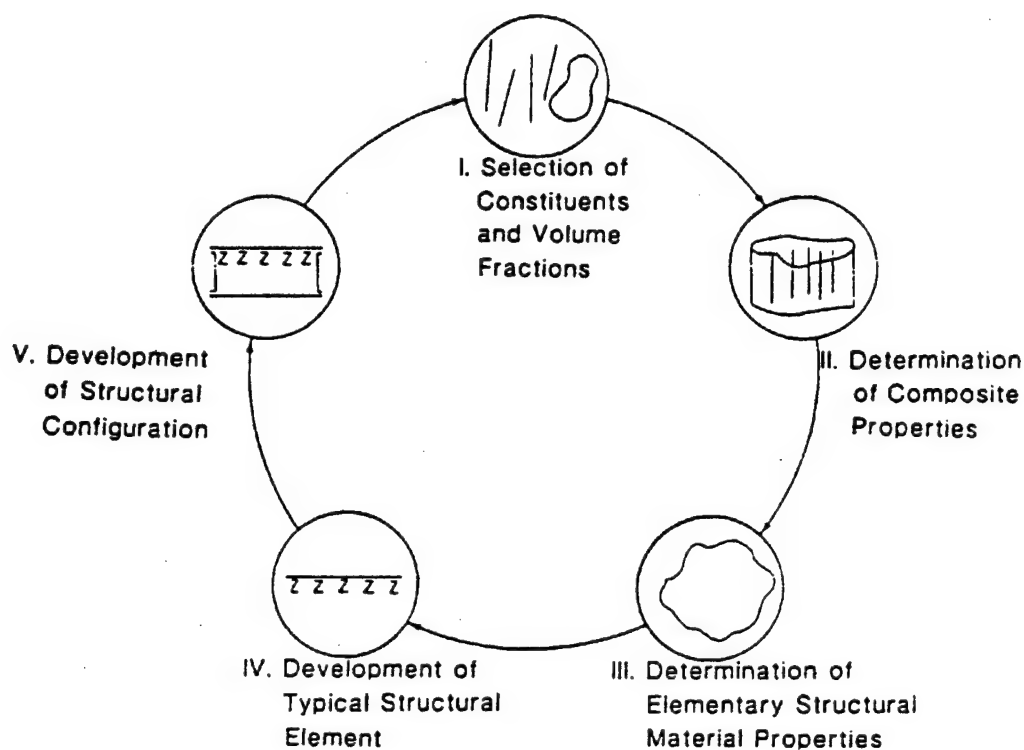 I. Selection of
Constituents
and Volume
Fractions
II. Determination
of Composite
Properties
III. Determination of
Elementary Structural
Material Properties
IV. Development of
Typical Structural
Element
V. Development
of Structural
Configuration
Z Z Z Z Z
Z Z Z Z Z